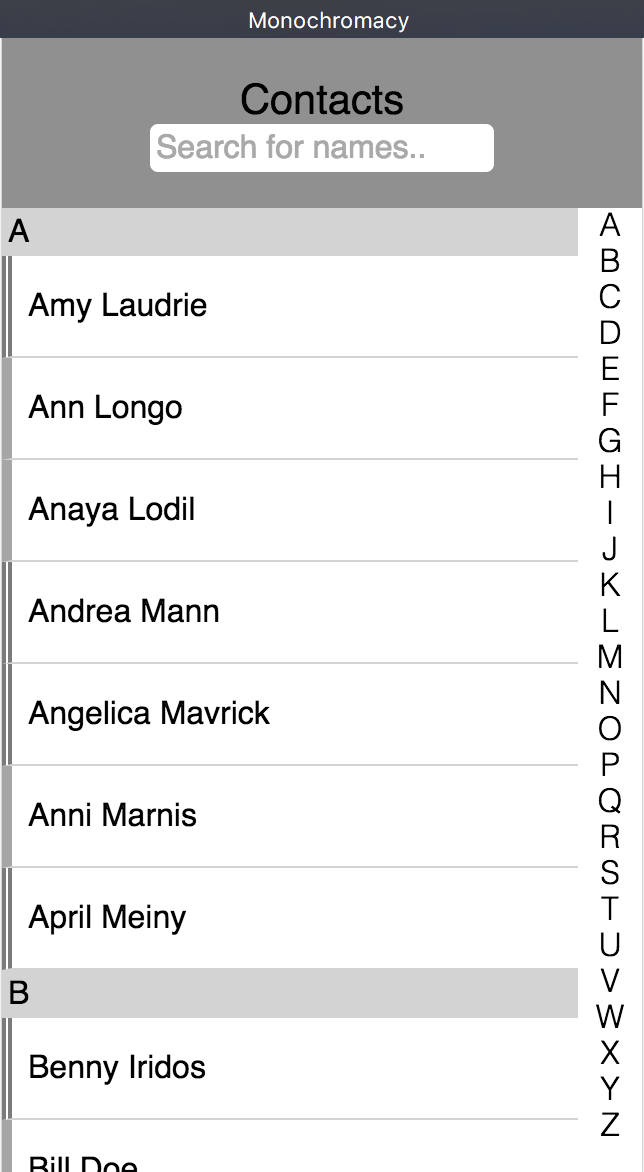 Monochromacy
Contacts
Search for names..
A
Amy Laudrie
Ann Longo
Anaya Lodil
Andrea Mann
Angelica Mavrick
Anni Marnis
April Meiny
B
Benny Iridos
Bill Doe
A
B
C
D
E
F
G
H
I
J
K
L
M
N
O
P
Q
R
S
T
U
V
W
X
Y
Z